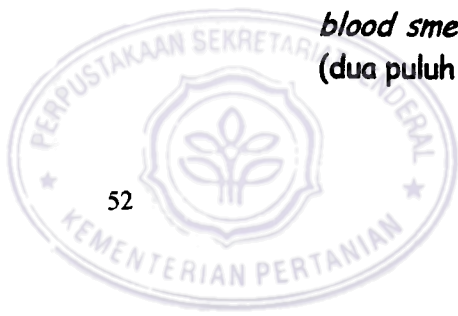 blood sme
(dua puluh
PERPUSTAKAAN SEKRETARIAT JENDERAL
52
KEMENTERIAN PERTANIAN